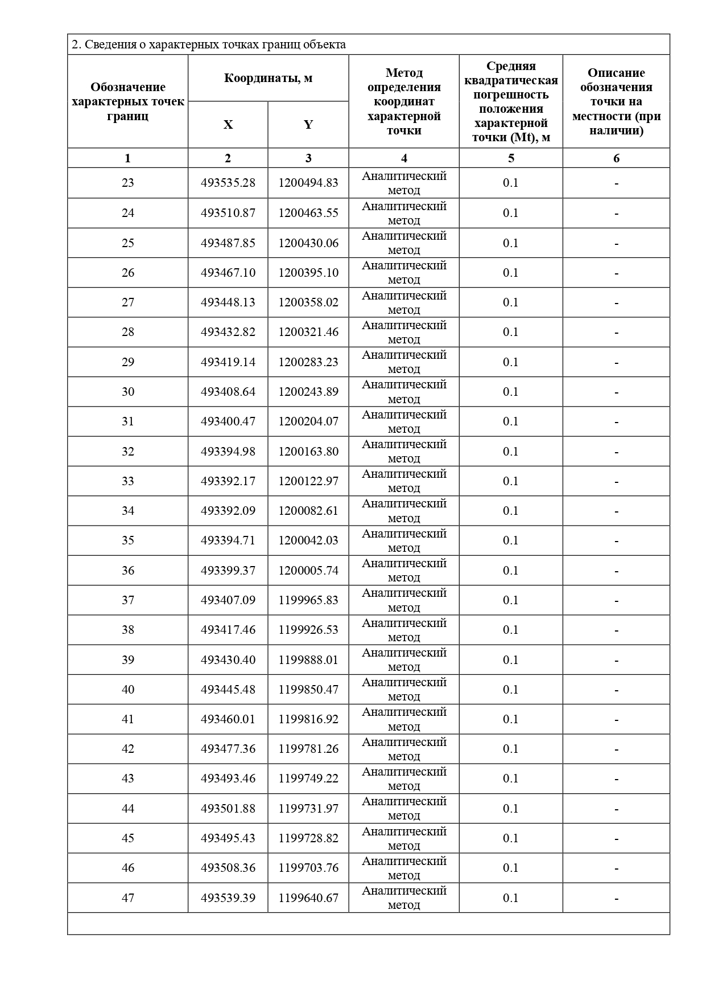 2. Сведения о характерных точках границ объекта
Обозначение характерных точек границ
Координаты, м
Метод определения координат характерной точки
Средняя квадратическая погрешность положения характерной точки (Mt), м
Описание обозначения точки на местности (при наличии)
X Y
1 2 3 4 5 6
23 493535.28 1200494.83 Аналитический метод 0.1 -
24 493510.87 1200463.55 Аналитический метод 0.1 -
25 493487.85 1200430.06 Аналитический метод 0.1 -
26 493467.10 1200395.10 Аналитический метод 0.1 -
27 493448.13 1200358.02 Аналитический метод 0.1 -
28 493432.82 1200321.46 Аналитический метод 0.1 -
29 493419.14 1200283.23 Аналитический метод 0.1 -
30 493408.64 1200243.89 Аналитический метод 0.1 -
31 493400.47 1200204.07 Аналитический метод 0.1 -
32 493394.98 1200163.80 Аналитический метод 0.1 -
33 493392.17 1200122.97 Аналитический метод 0.1 -
34 493392.09 1200082.61 Аналитический метод 0.1 -
35 493394.71 1200042.03 Аналитический метод 0.1 -
36 493399.37 1200005.74 Аналитический метод 0.1 -
37 493407.09 1199965.83 Аналитический метод 0.1 -
38 493417.46 1199926.53 Аналитический метод 0.1 -
39 493430.40 1199888.01 Аналитический метод 0.1 -
40 493445.48 1199850.47 Аналитический метод 0.1 -
41 493460.01 1199816.92 Аналитический метод 0.1 -
42 493477.36 1199781.26 Аналитический метод 0.1 -
43 493493.46 1199749.22 Аналитический метод 0.1 -
44 493501.88 1199731.97 Аналитический метод 0.1 -
45 493495.43 1199728.82 Аналитический метод 0.1 -
46 493508.36 1199703.76 Аналитический метод 0.1 -
47 493539.39 1199640.67 Аналитический метод 0.1 -